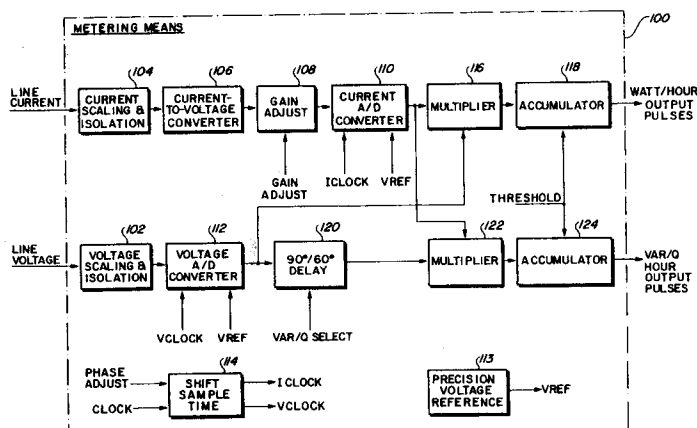 METERING MEANS
100
104
106
108
110
116
118
LINE
CURRENT
CURRENT
SCALING &
ISOLATION
CURRENT-
TO-VOLTAGE
CONVERTER
GAIN
ADJUST
CURRENT
A/D
CONVERTER
MULTIPLIER
ACCUMULATOR
WATT/HOUR
OUTPUT
PULSES
GAIN
ADJUST
ICLOCK
VREF
THRESHOLD
102
112
120
122
124
LINE
VOLTAGE
VOLTAGE
SCALING &
ISOLATION
VOLTAGE
A/D
CONVERTER
90°/60°
DELAY
MULTIPLIER
ACCUMULATOR
VAR/Q
HOUR
OUTPUT
PULSES
VCLOCK
VREF
VAR/Q SELECT
114
113
PHASE
ADJUST
CLOCK
SHIFT
SAMPLE
TIME
ICLOCK
VCLOCK
PRECISION
VOLTAGE
REFERENCE
VREF